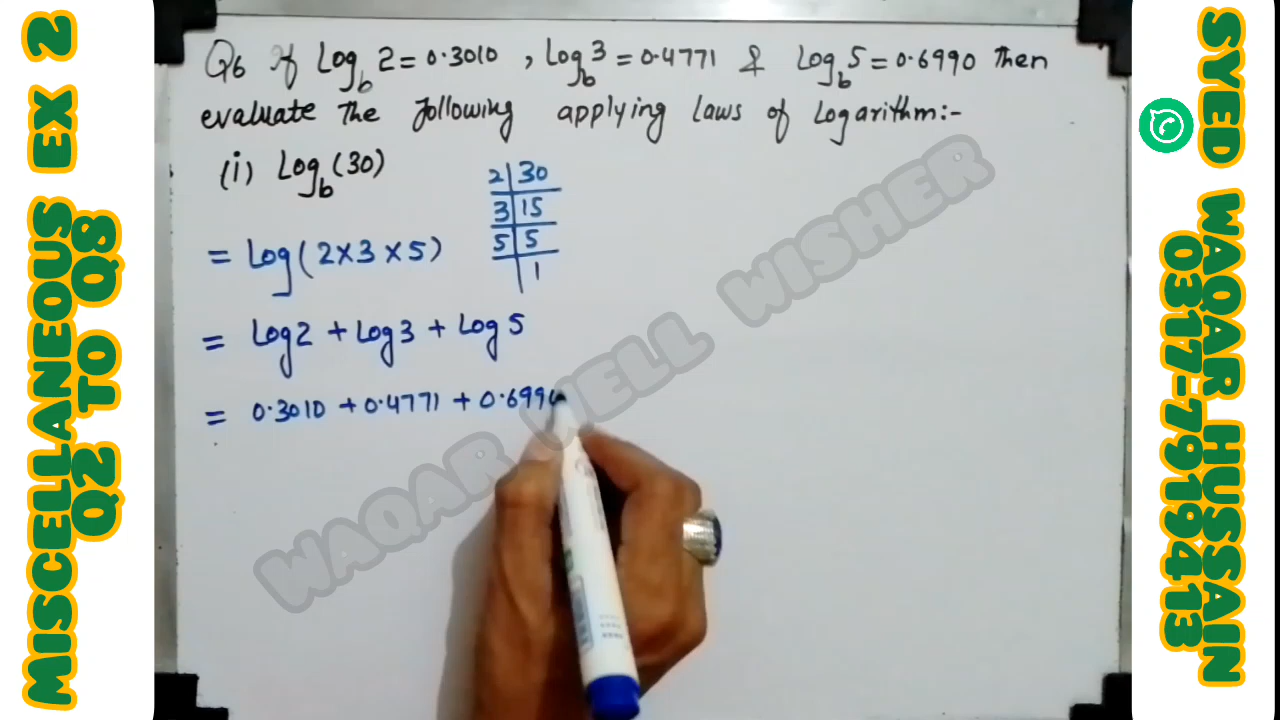 MISCELLANEOUS EX 2
Q2 TO Q8
Q6 If Log_b 2 = 0.3010 , Log_b 3 = 0.4771 & Log_b 5 = 0.6990 Then
evaluate The following applying Laws of Logarithm:-
(i) Log_b (30)
2 | 30
3 | 15
5 | 5
| 1
= Log (2×3×5)
= Log 2 + Log 3 + Log 5
= 0.3010 + 0.4771 + 0.699
WAQAR WELL WISHER
SYED WAQAR HUSSAIN
0317-7919413